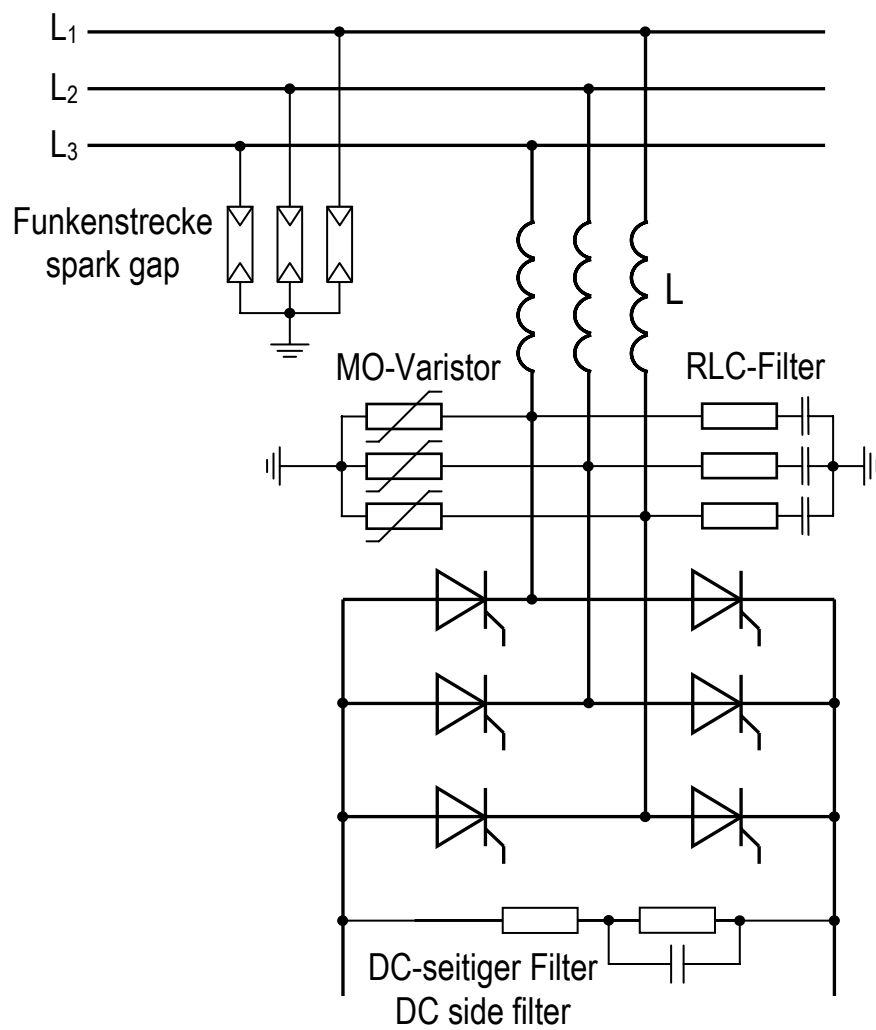 L1
L2
L3
Funkenstrecke
spark gap
L
MO-Varistor
RLC-Filter
DC-seitiger Filter
DC side filter